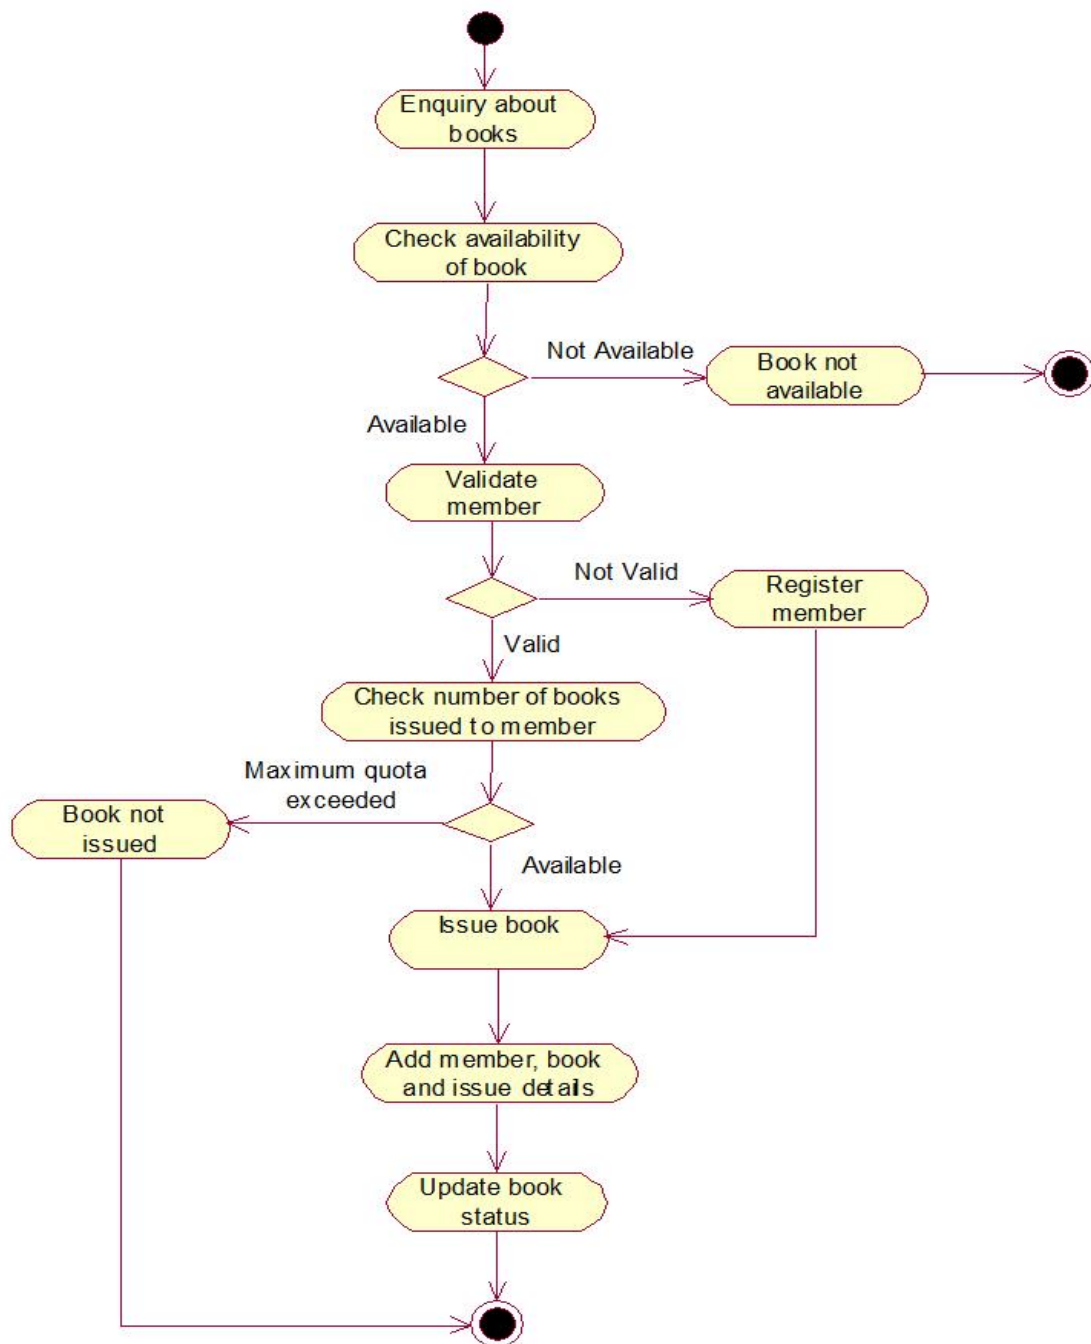 Enquiry about
books
Check availability
of book
Not Available
Book not
available
Available
Validate
member
Not Valid
Register
member
Valid
Check number of books
issued to member
Maximum quota
exceeded
Book not
issued
Available
Issue book
Add member, book
and issue details
Update book
status